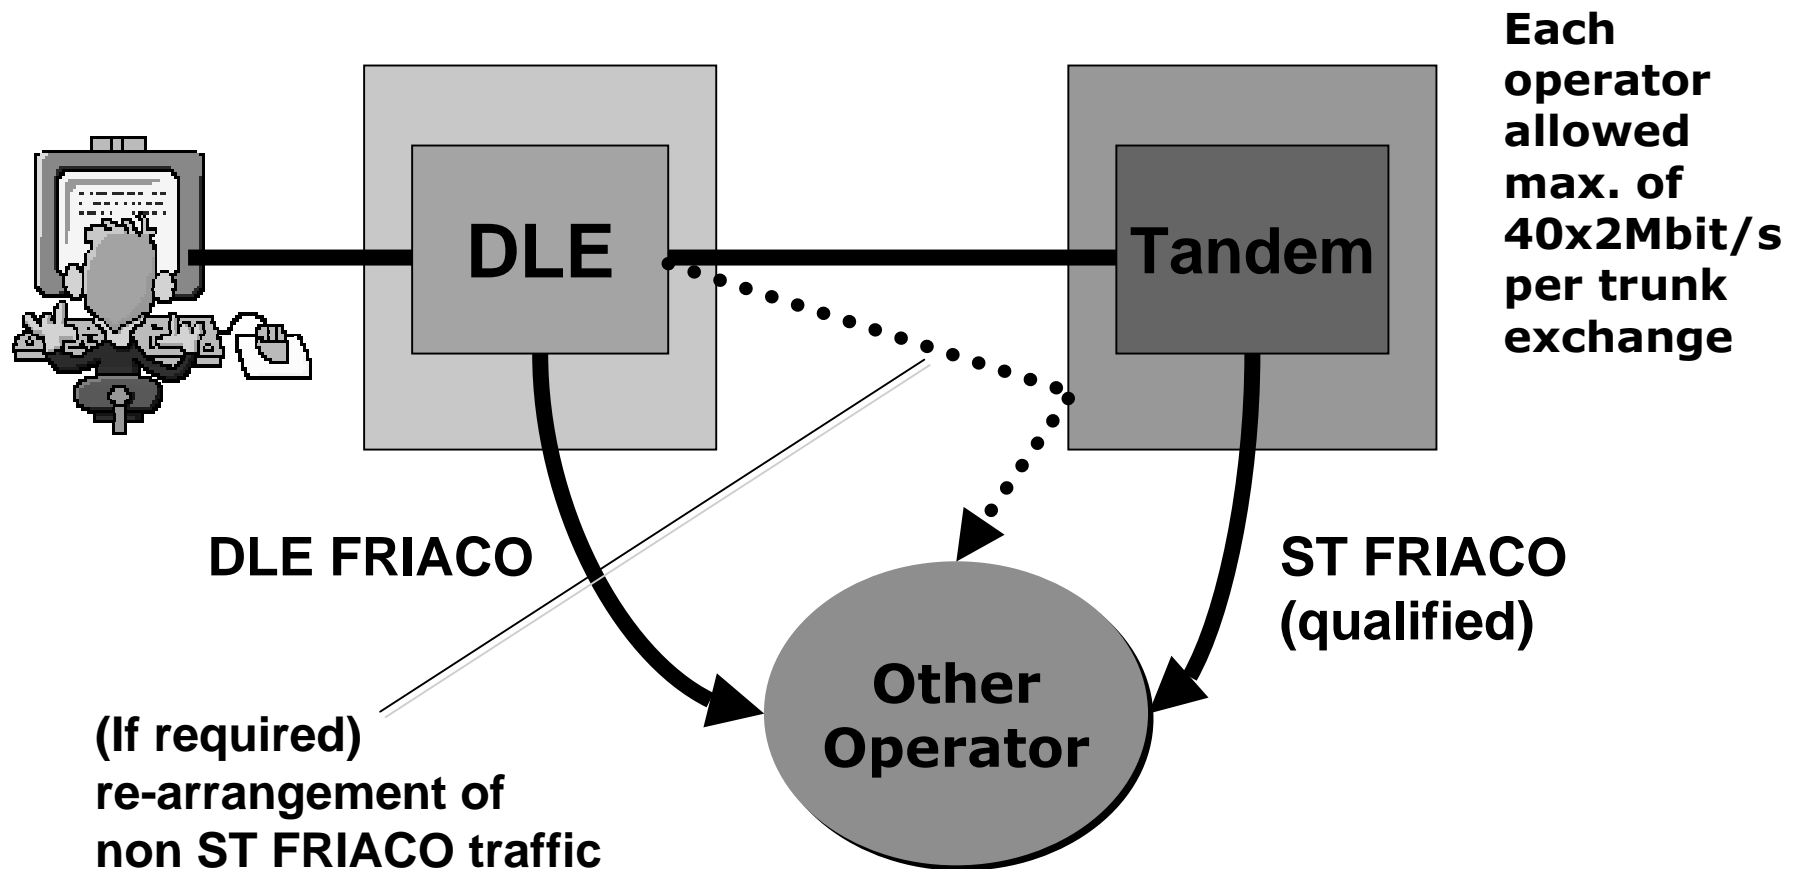 Each
operator
allowed
max. of
40x2Mbit/s
per trunk
exchange
DLE
Tandem
DLE FRIACO
ST FRIACO
(qualified)
Other
Operator
(If required)
re-arrangement of
non ST FRIACO traffic